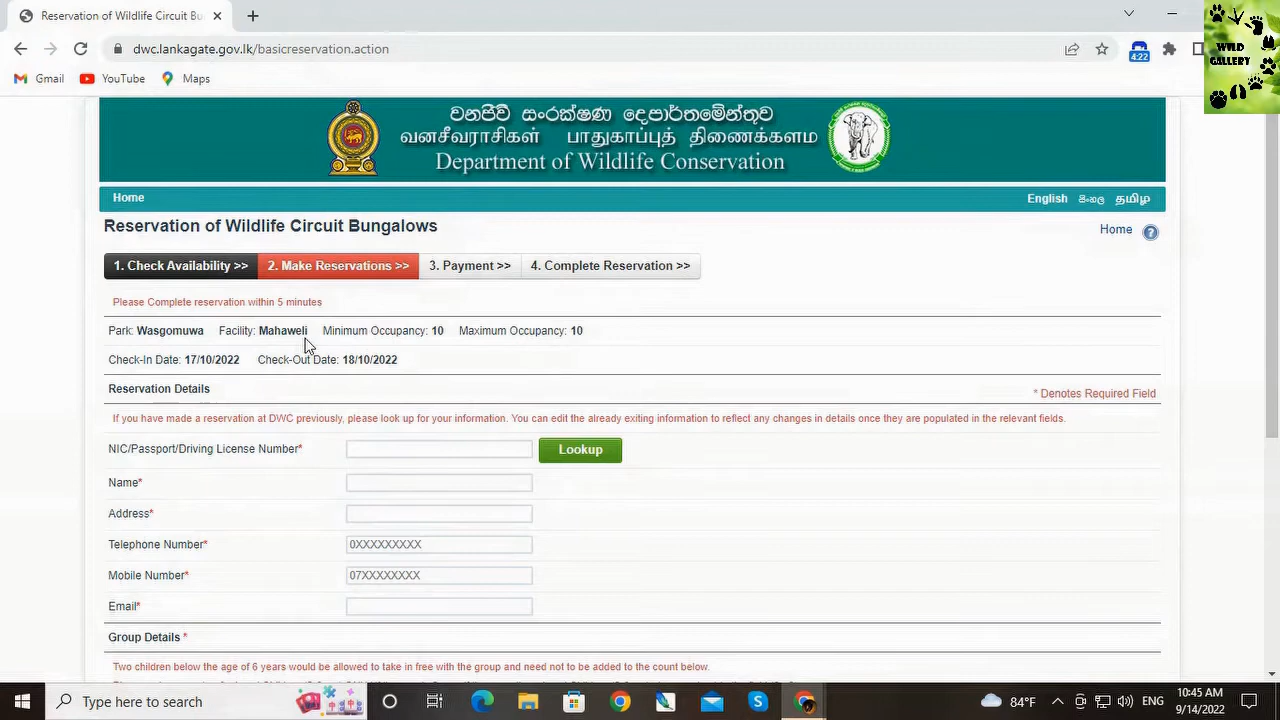 Reservation of Wildlife Circuit Bu
dwc.lankagate.gov.lk/basicreservation.action
4:22
Gmail YouTube Maps
WILD
GALLERY
වනජීවී සංරක්ෂණ දෙපාර්තමේන්තුව
வனசீவராசிகள் பாதுகாப்புத் திணைக்களம
Department of Wildlife Conservation
Home English සිංහල தமிழ்
Reservation of Wildlife Circuit Bungalows
Home ?
1. Check Availability >> 2. Make Reservations >> 3. Payment >> 4. Complete Reservation >>
Please Complete reservation within 5 minutes
Park: Wasgomuwa Facility: Mahaweli Minimum Occupancy: 10 Maximum Occupancy: 10
Check-In Date: 17/10/2022 Check-Out Date: 18/10/2022
Reservation Details
* Denotes Required Field
If you have made a reservation at DWC previously, please look up for your information. You can edit the already exiting information to reflect any changes in details once they are populated in the relevant fields.
NIC/Passport/Driving License Number* Lookup
Name*
Address*
Telephone Number* 0XXXXXXXXX
Mobile Number* 07XXXXXXXX
Email*
Group Details *
Two children below the age of 6 years would be allowed to take in free with the group and need not to be added to the count below.
Type here to search 84°F ENG 10:45 AM
9/14/2022